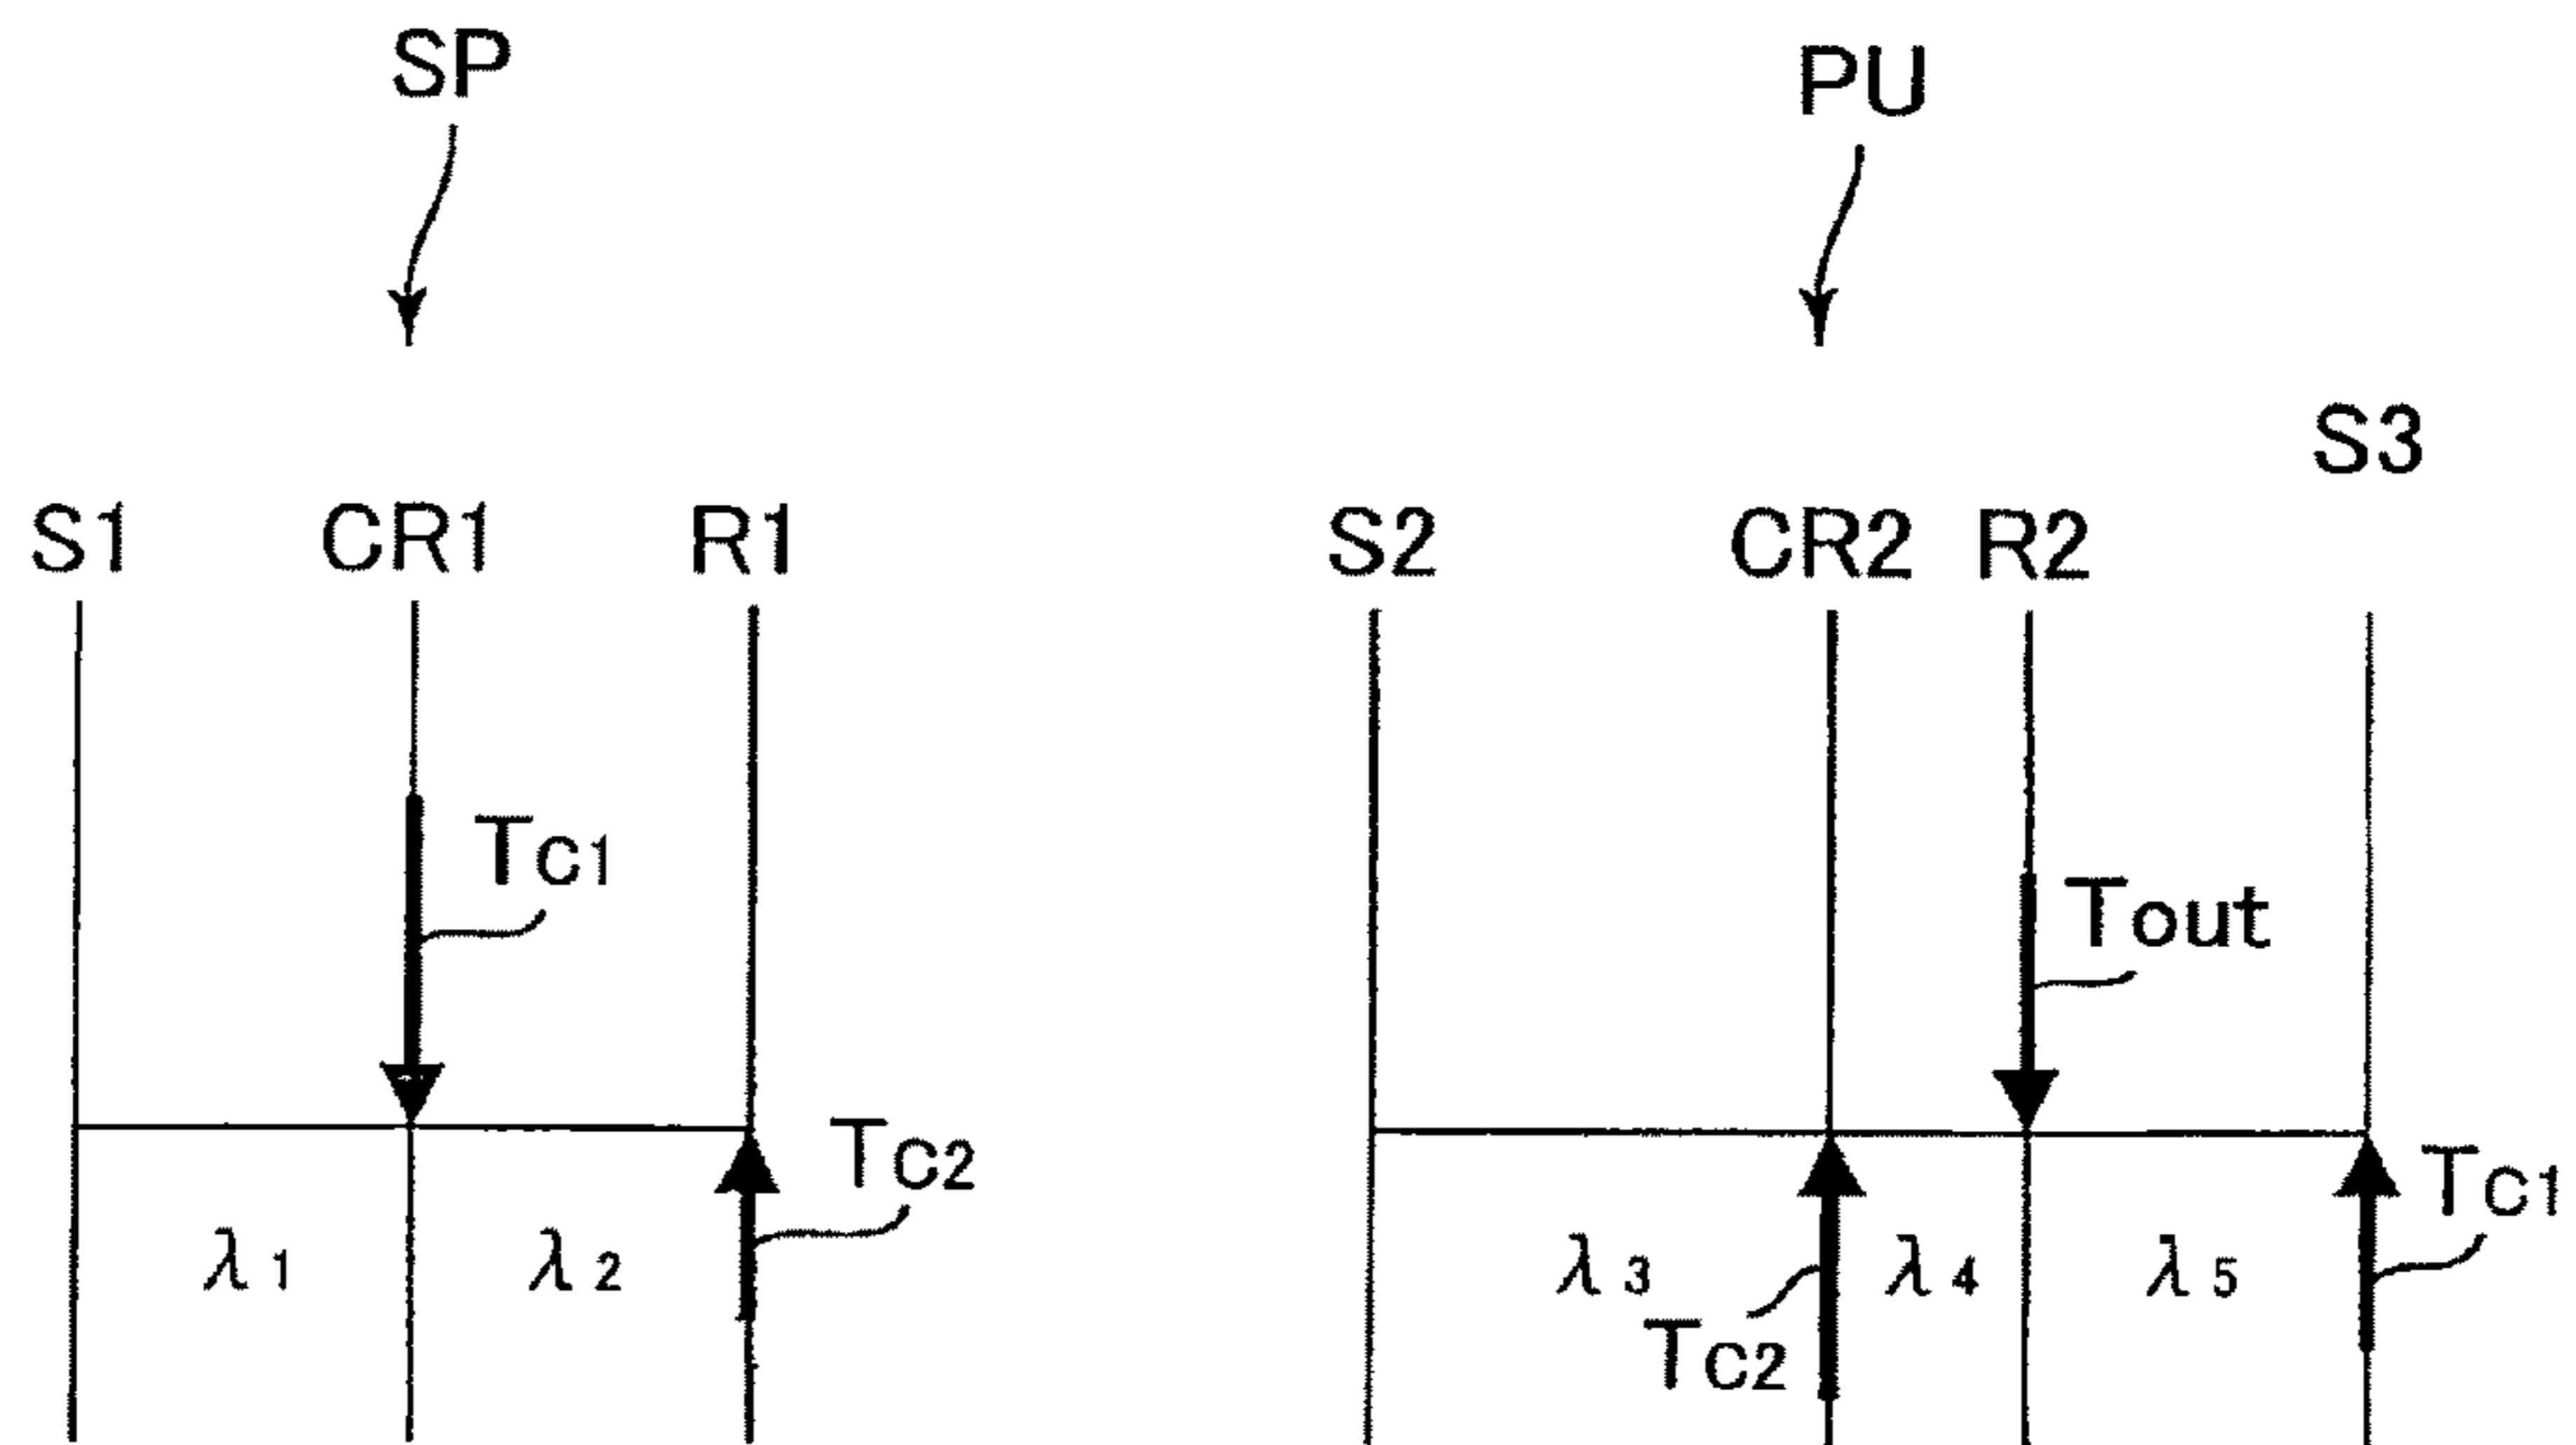 SP
PU
S1 CR1 R1
S2 CR2 R2 S3
TC1
Tout
TC2
TC1
λ1 λ2
λ3 λ4 λ5
TC2